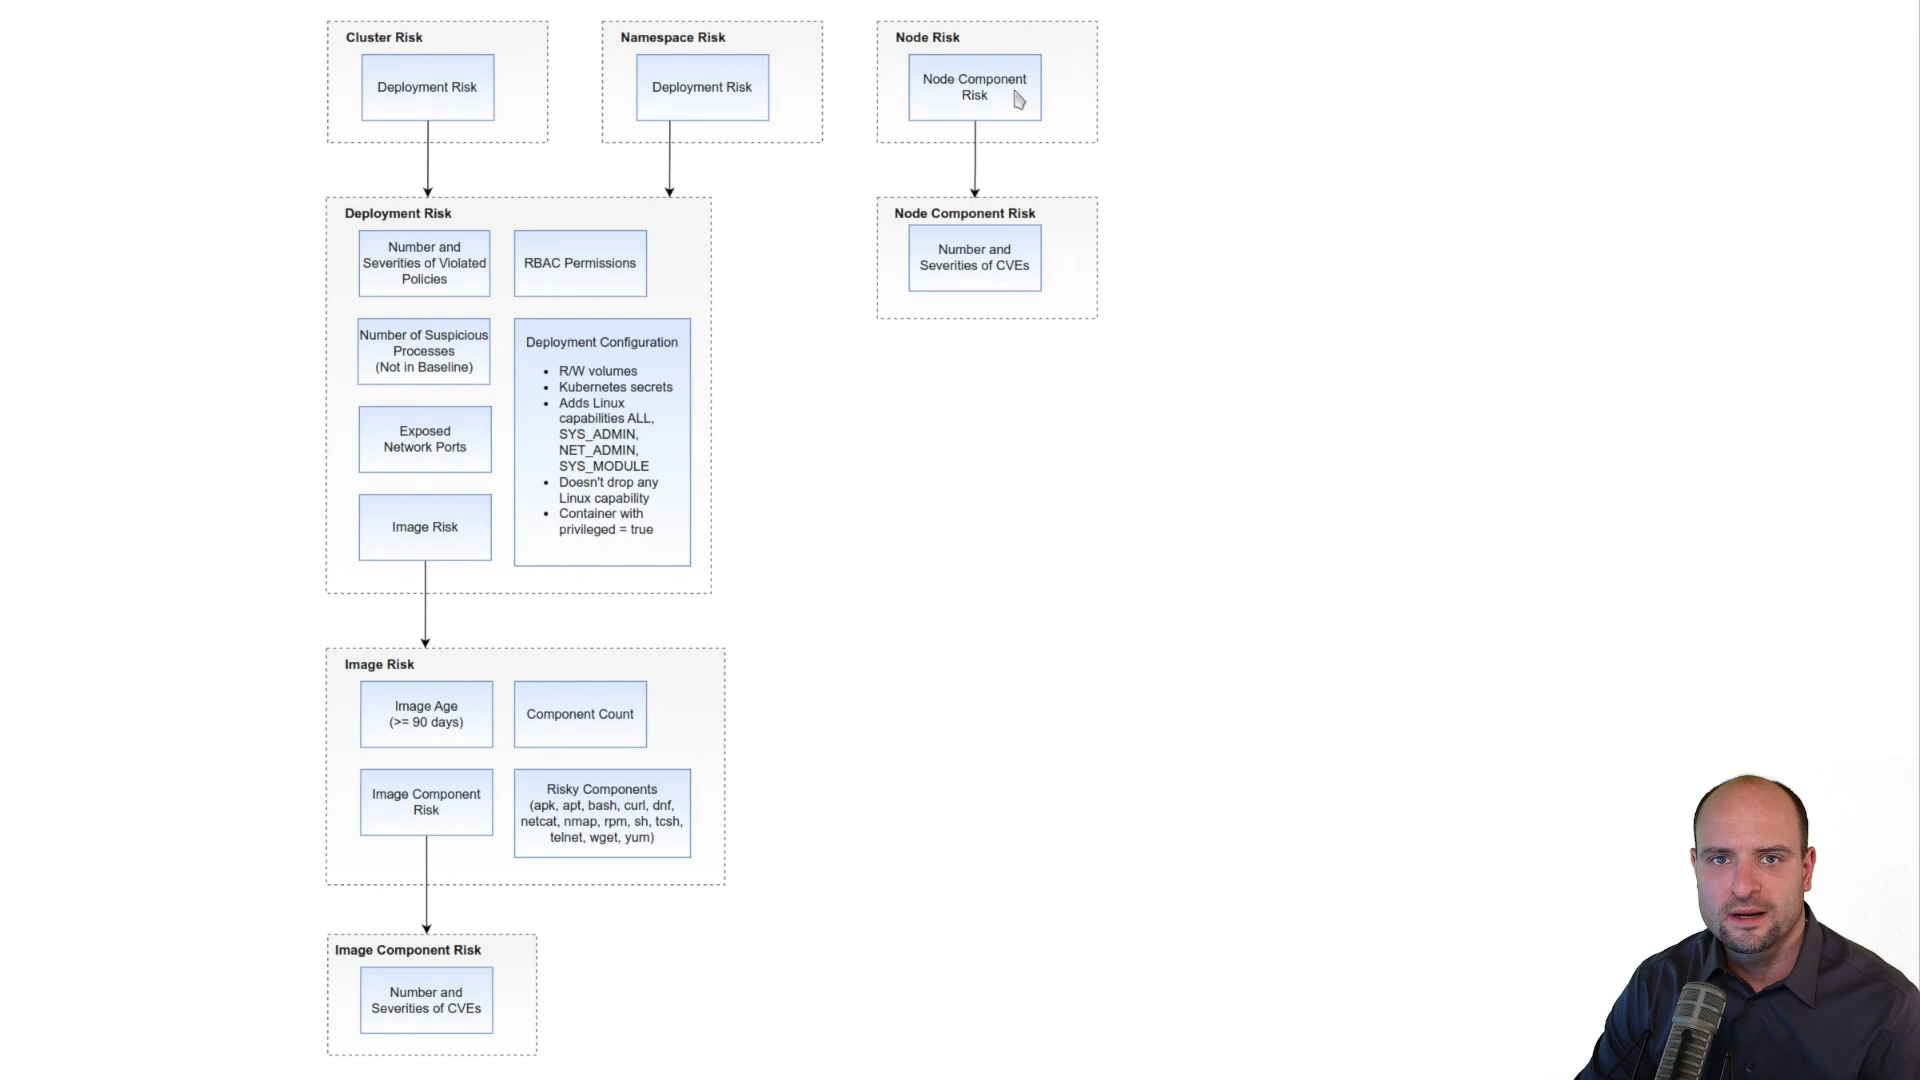 Cluster Risk
Deployment Risk
Namespace Risk
Deployment Risk
Node Risk
Node Component
Risk
Deployment Risk
Number and
Severities of Violated
Policies
RBAC Permissions
Number of Suspicious
Processes
(Not in Baseline)
Exposed
Network Ports
Image Risk
Deployment Configuration
• R/W volumes
• Kubernetes secrets
• Adds Linux
capabilities ALL,
SYS_ADMIN,
NET_ADMIN,
SYS_MODULE
• Doesn't drop any
Linux capability
• Container with
privileged = true
Node Component Risk
Number and
Severities of CVEs
Image Risk
Image Age
(>= 90 days)
Component Count
Image Component
Risk
Risky Components
(apk, apt, bash, curl, dnf,
netcat, nmap, rpm, sh, tcsh,
telnet, wget, yum)
Image Component Risk
Number and
Severities of CVEs